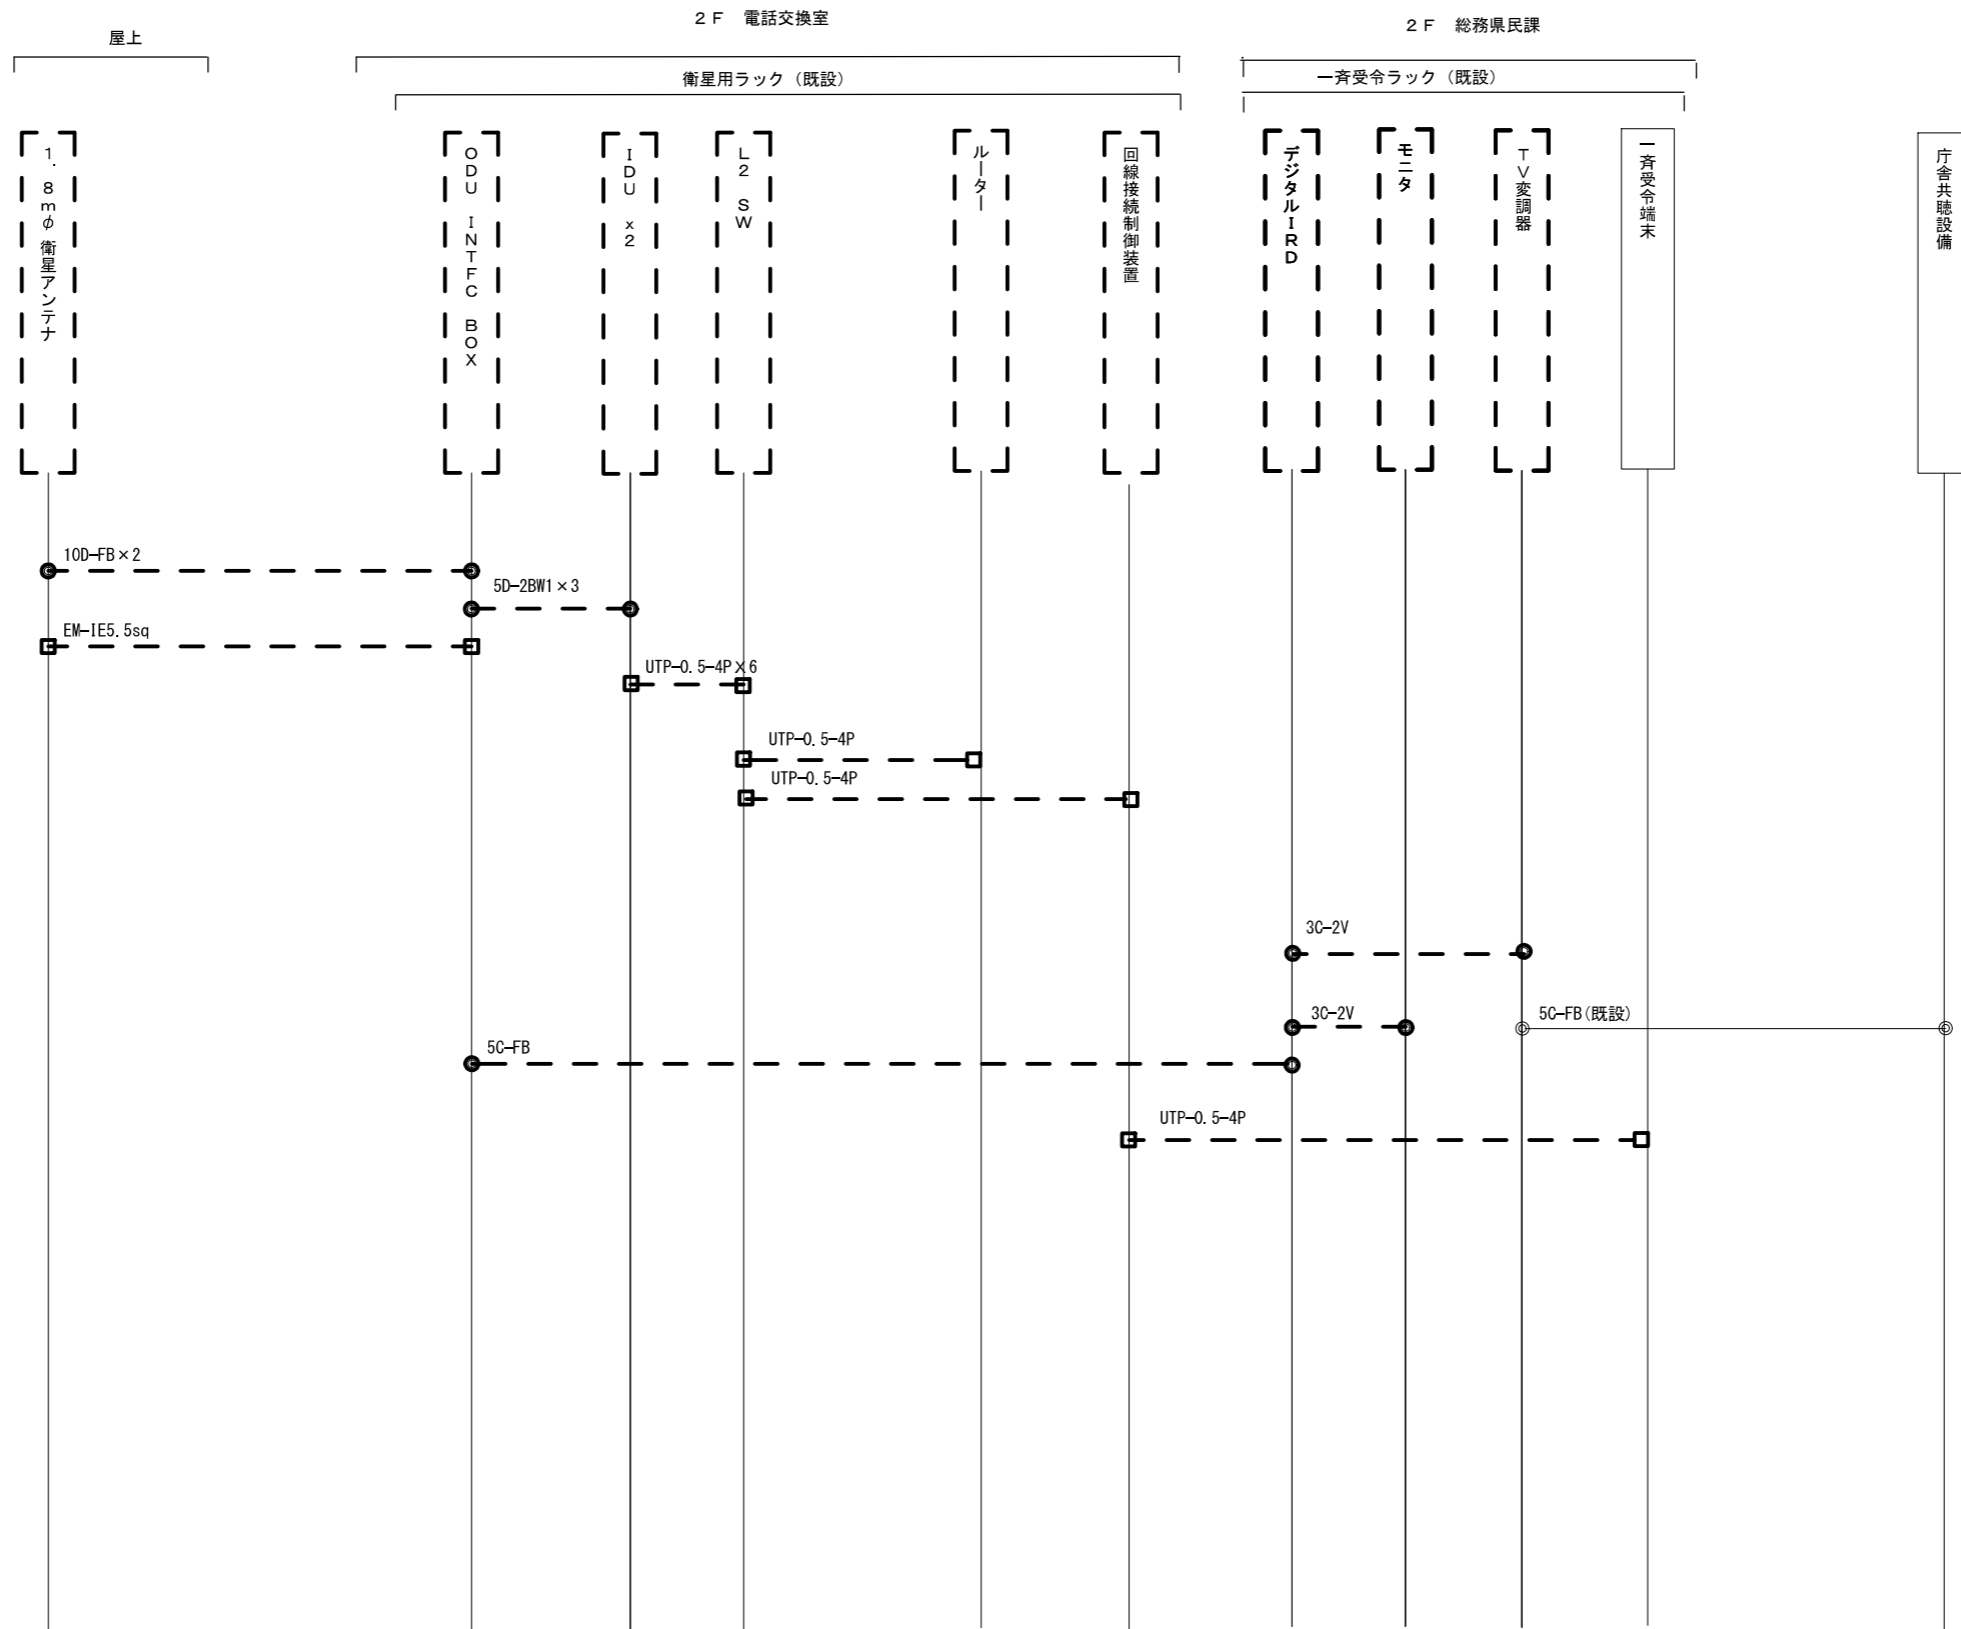 屋上
２Ｆ　電話交換室
２Ｆ　総務県民課
衛星用ラック（既設）
一斉受令ラック（既設）
１．８ｍφ 衛星アンテナ
ＯＤＵ　ＩＮＴＦＣ　ＢＯＸ
ＩＤＵ　ｘ２
Ｌ２　ＳＷ
ルーター
回線接続制御装置
デジタルＩＲＤ
モニタ
ＴＶ変調器
一斉受令端末
庁舎共聴設備
10D-FB×2
5D-2BW1×3
EM-IE5.5sq
UTP-0.5-4P×6
UTP-0.5-4P
UTP-0.5-4P
3C-2V
3C-2V
5C-FB(既設)
5C-FB
UTP-0.5-4P